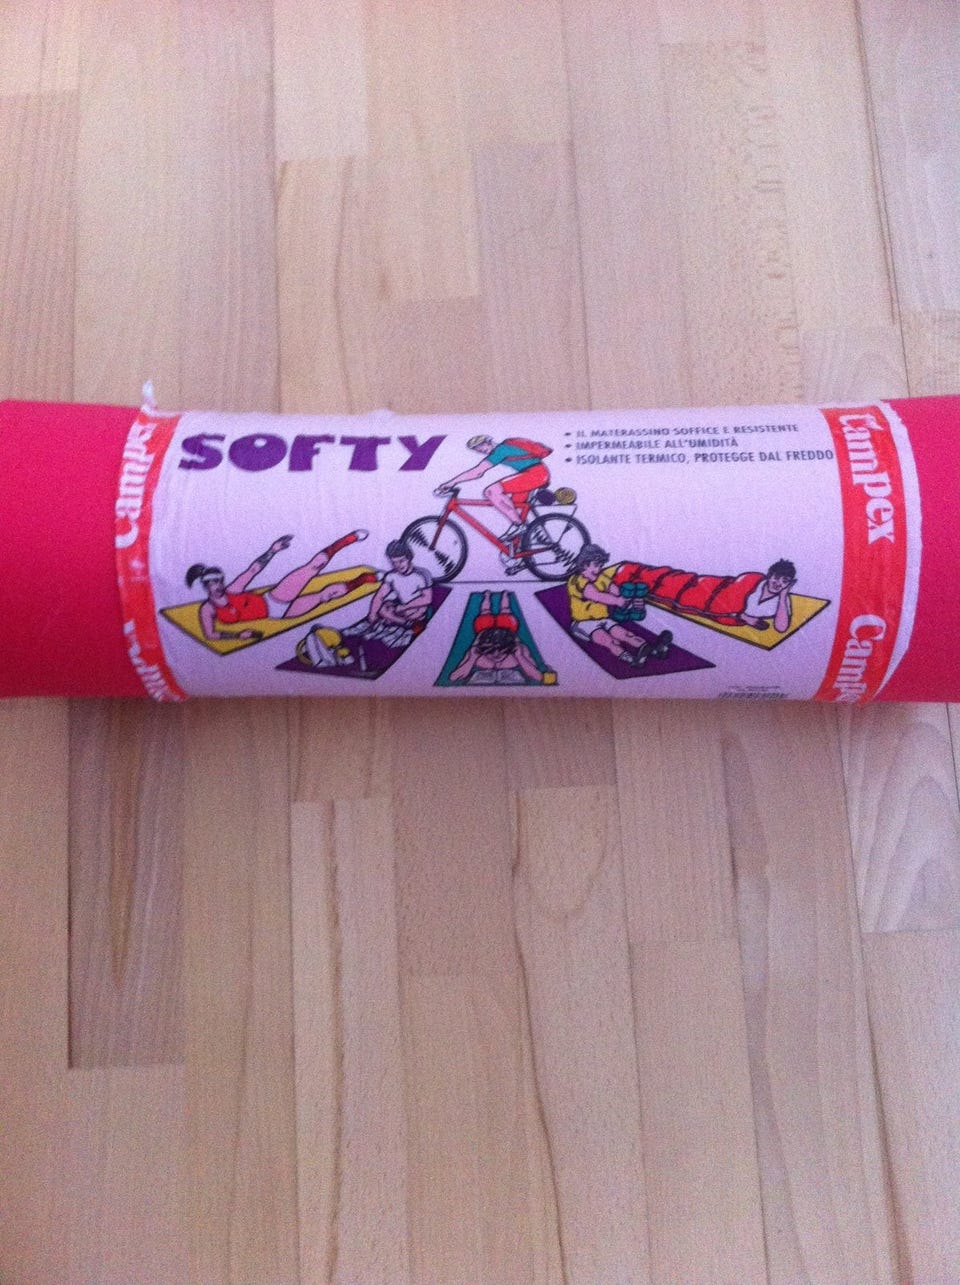 SOFTY
• IL MATERASSINO SOFFICE E RESISTENTE
• IMPERMEABILE ALL'UMIDITÀ
• ISOLANTE TERMICO, PROTEGGE DAL FREDDO
Campex
Campex